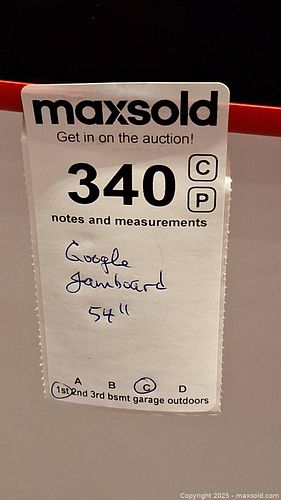 maxsold
Get in on the auction!
340 C
P
notes and measurements
Google
Jamboard
54"
A B C D
1st 2nd 3rd bsmt garage outdoors
Copyright 2025 - maxsold.com